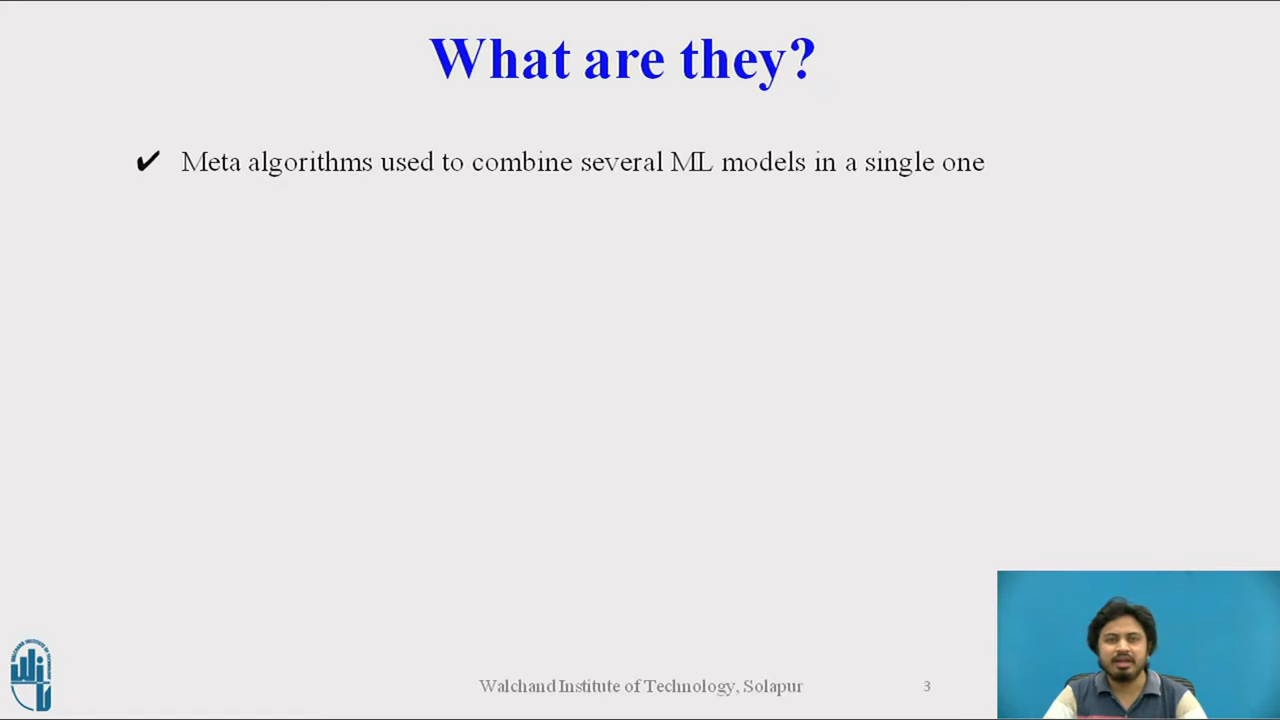 What are they?
✔ Meta algorithms used to combine several ML models in a single one
Walchand Institute of Technology, Solapur
3